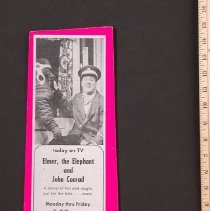 Today on TV
Elmer, the Elephant
and
John Conrad
A barrel of fun and laughs
just for the kids . . . every
Monday thru Friday